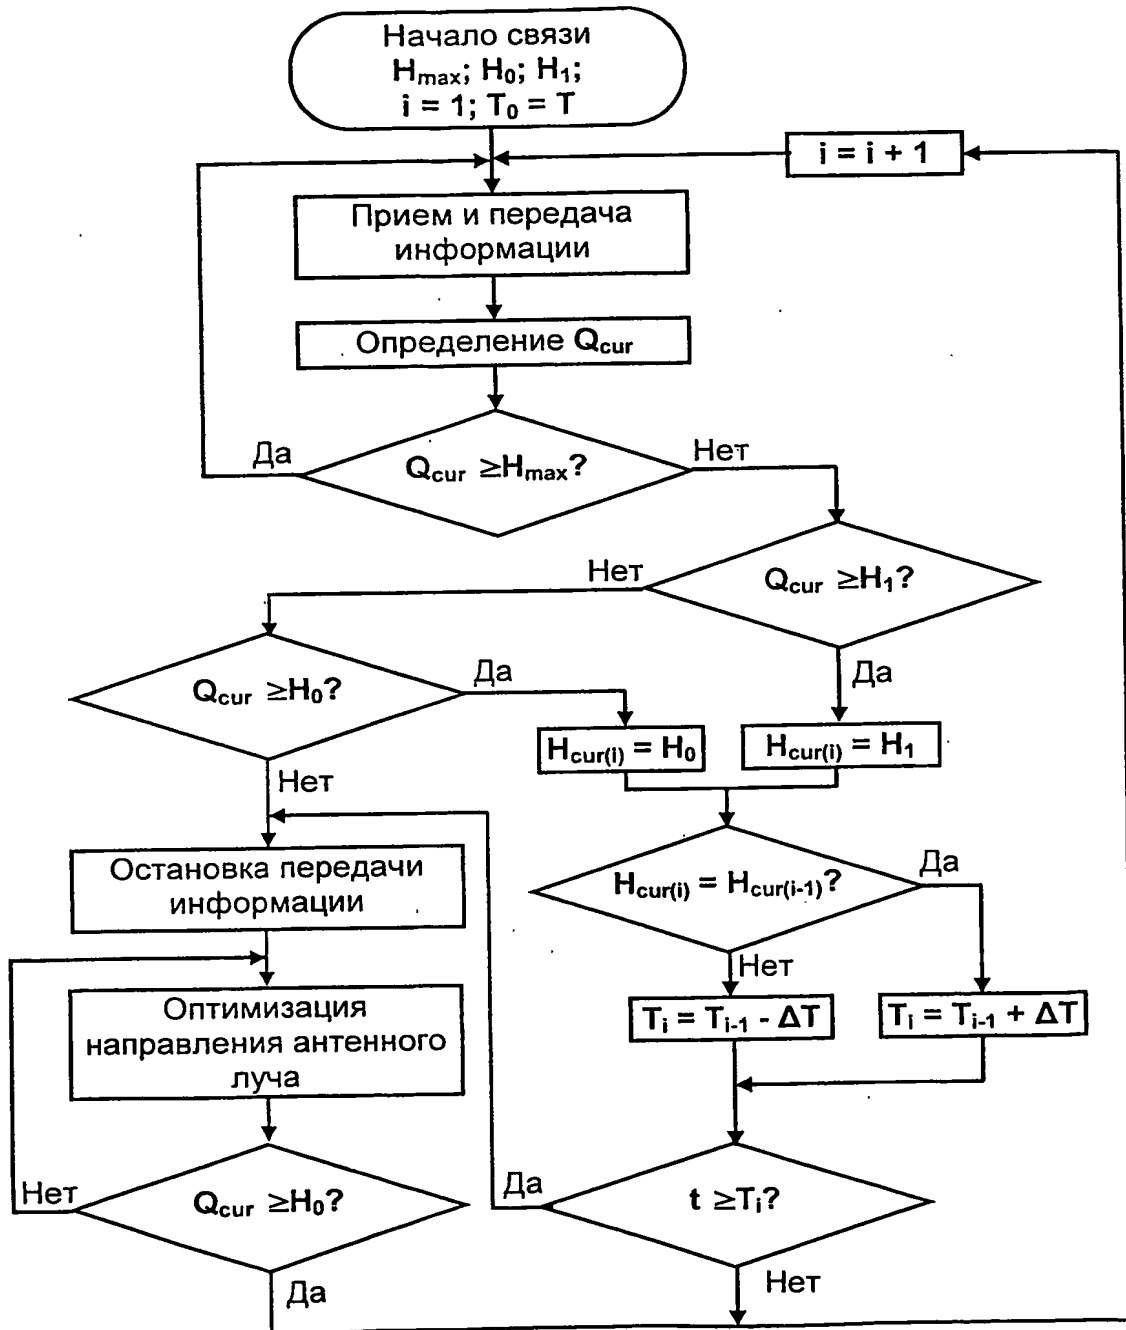 Начало связи
Hmax; H0; H1;
i = 1; T0 = T
i = i + 1
Прием и передача
информации
Определение Qcur
Да
Qcur ≥Hmax?
Нет
Нет
Qcur ≥H1?
Qcur ≥H0?
Да
Да
Hcur(i) = H0
Hcur(i) = H1
Нет
Остановка передачи
информации
Hcur(i) = Hcur(i-1)?
Да
Нет
Оптимизация
направления антенного
луча
Ti = Ti-1 - ΔT
Ti = Ti-1 + ΔT
Нет
Qcur ≥H0?
Да
t ≥Ti?
Да
Нет